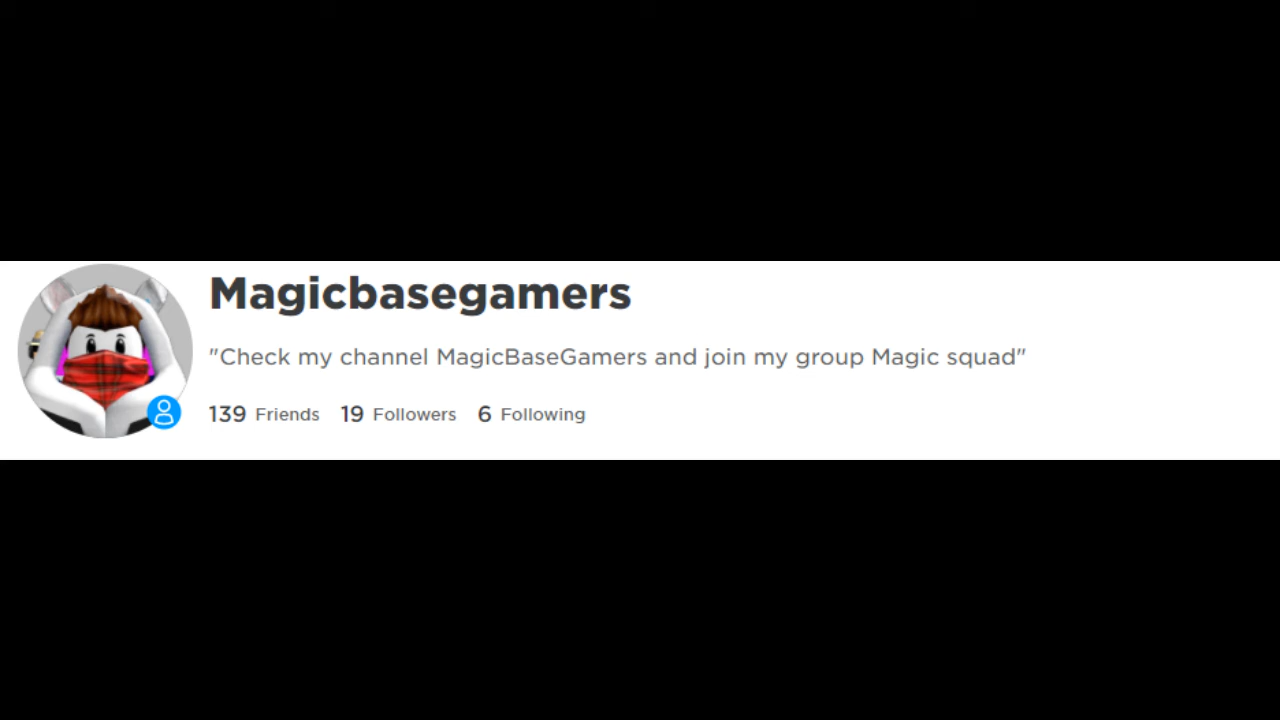 Magicbasegamers
"Check my channel MagicBaseGamers and join my group Magic squad"
139 Friends 19 Followers 6 Following